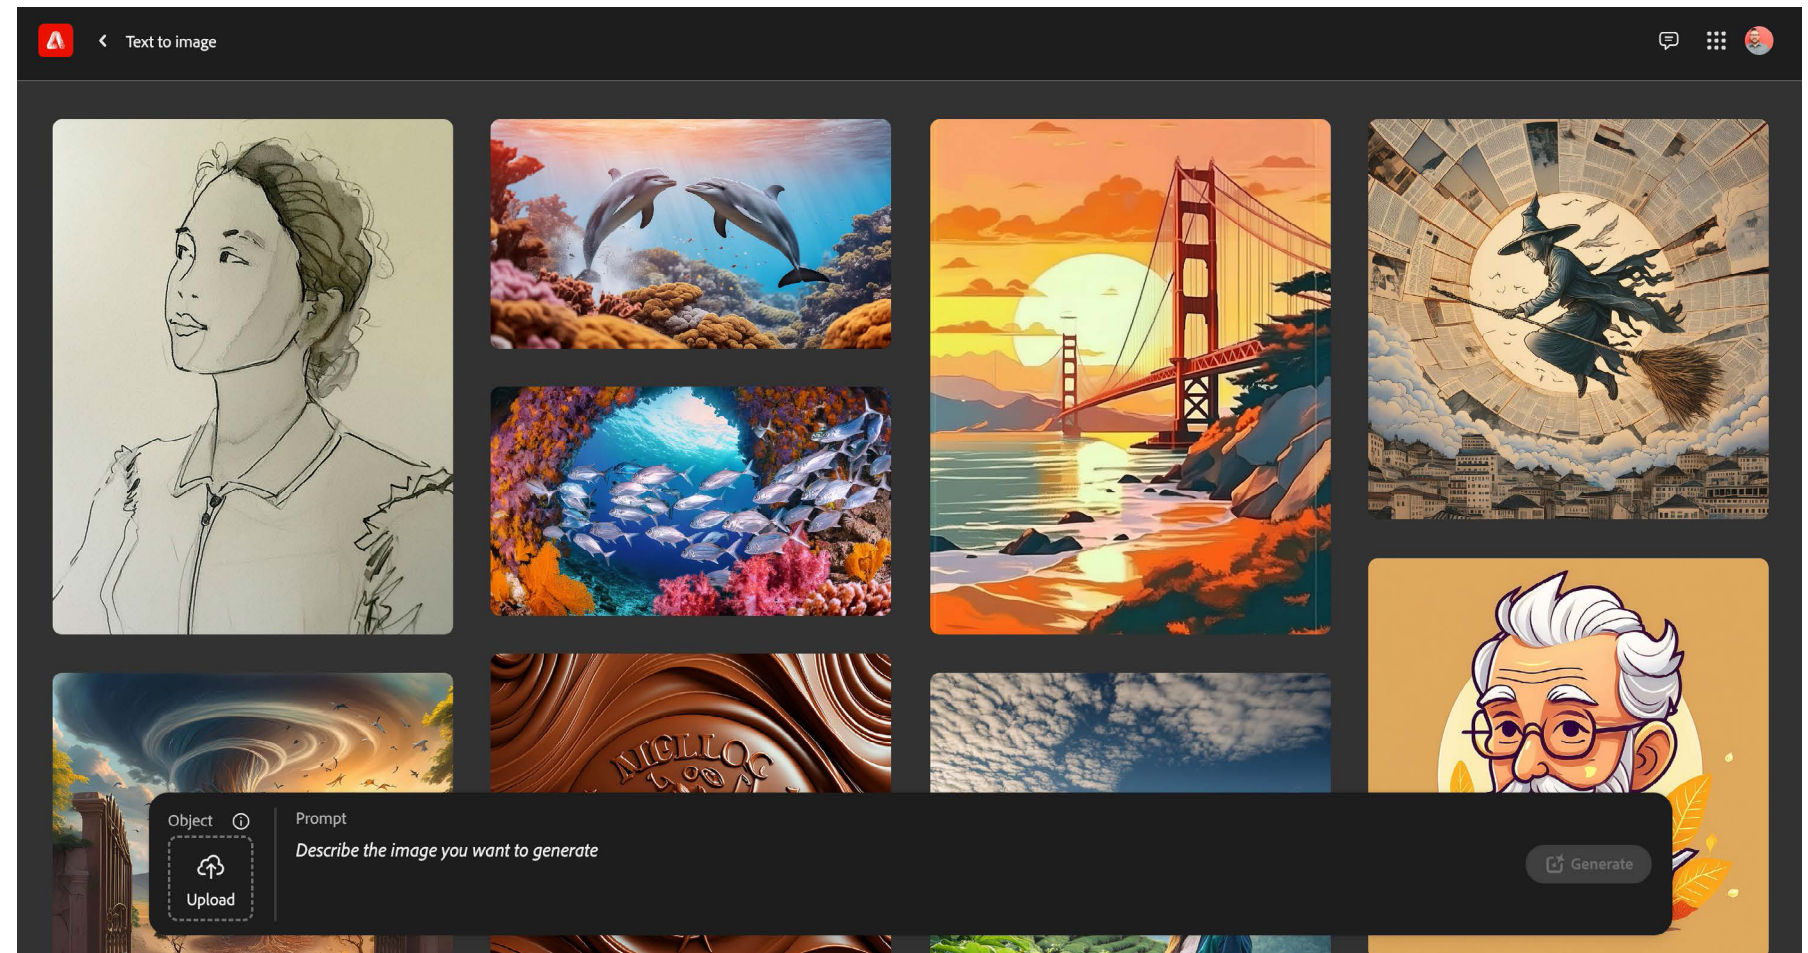 Text to image
Object
Upload
Prompt
Describe the image you want to generate
Generate